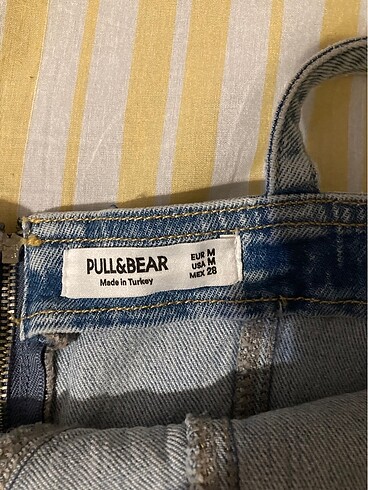 PULL&BEAR
Made in Turkey
EUR M
USA M
MEX 28